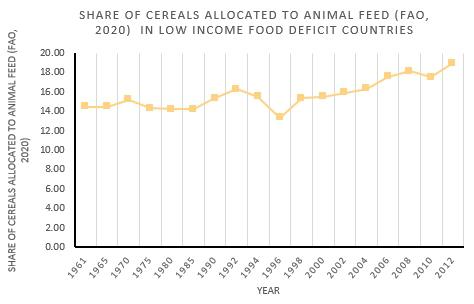 SHARE OF CEREALS ALLOCATED TO ANIMAL FEED (FAO,
2020) IN LOW INCOME FOOD DEFICIT COUNTRIES
SHARE OF CEREALS ALLOCATED TO ANIMAL FEED (FAO,
2020)
20.00
18.00
16.00
14.00
12.00
10.00
8.00
6.00
4.00
2.00
0.00
1961 1965 1970 1975 1980 1985 1990 1992 1994 1996 1998 2000 2002 2004 2006 2008 2010 2012
YEAR